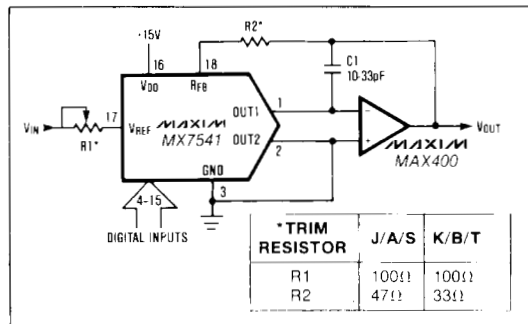 +15V
R2*
16
18
C1
10-33pF
VDD
RFB
VIN
R1*
17
VREF
MAXIM
MX7541
OUT1
1
OUT2
2
-
+
VOUT
MAXIM
MAX400
GND
3
4-15
DIGITAL INPUTS
*TRIM RESISTOR J/A/S K/B/T
R1 100Ω 100Ω
R2 47Ω 33Ω